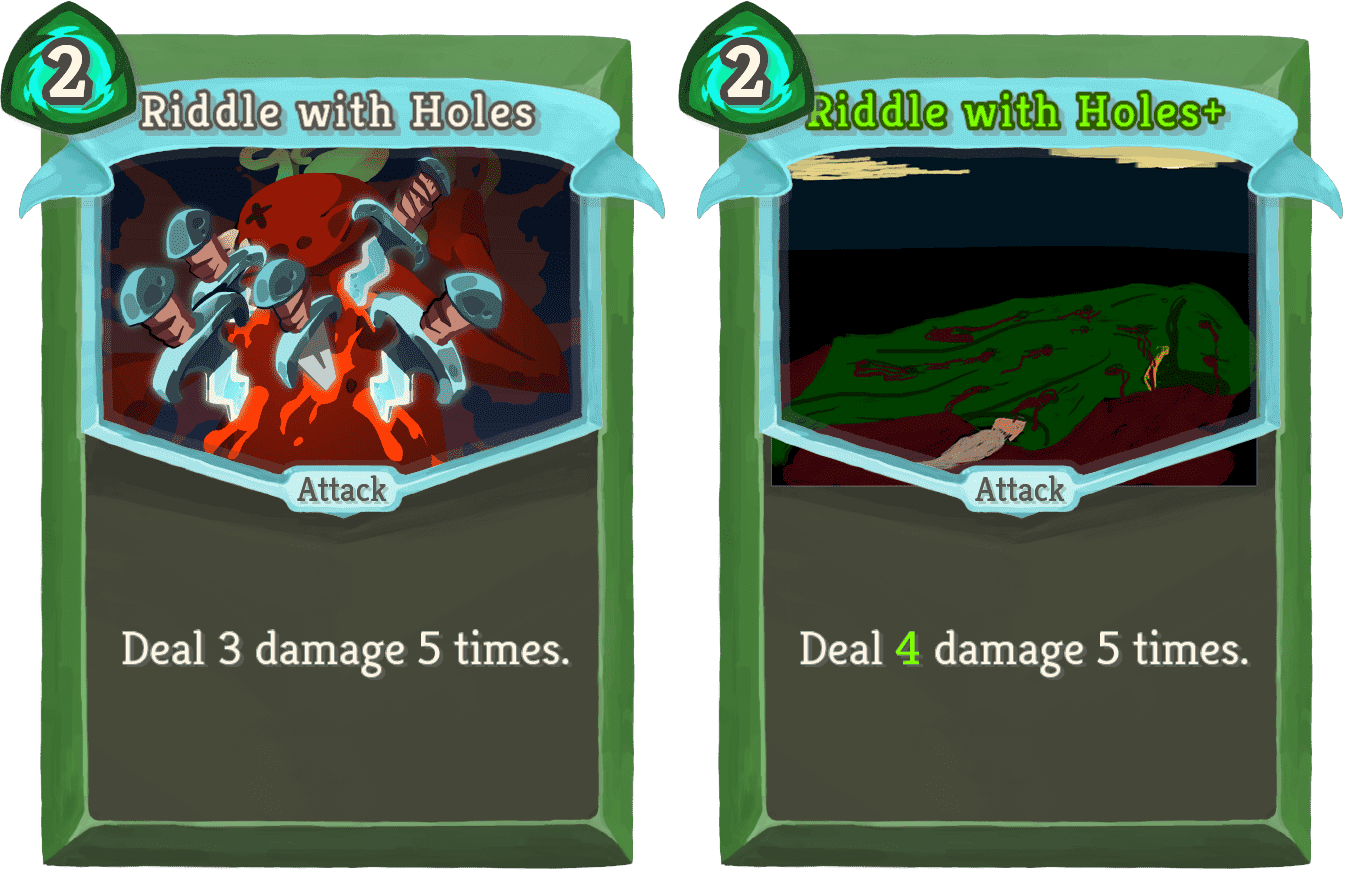 2
Riddle with Holes
Attack
Deal 3 damage 5 times.
2
Riddle with Holes+
Attack
Deal 4 damage 5 times.